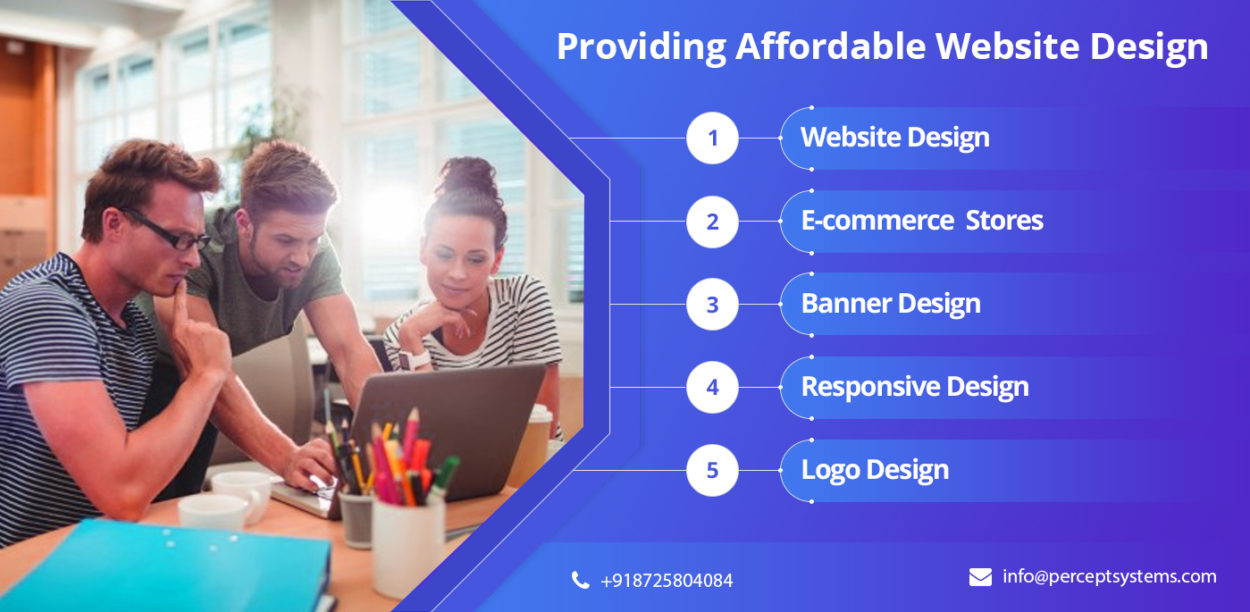 Providing Affordable Website Design
1
Website Design
2
E-commerce Stores
3
Banner Design
4
Responsive Design
5
Logo Design
+918725804084
info@perceptsystems.com